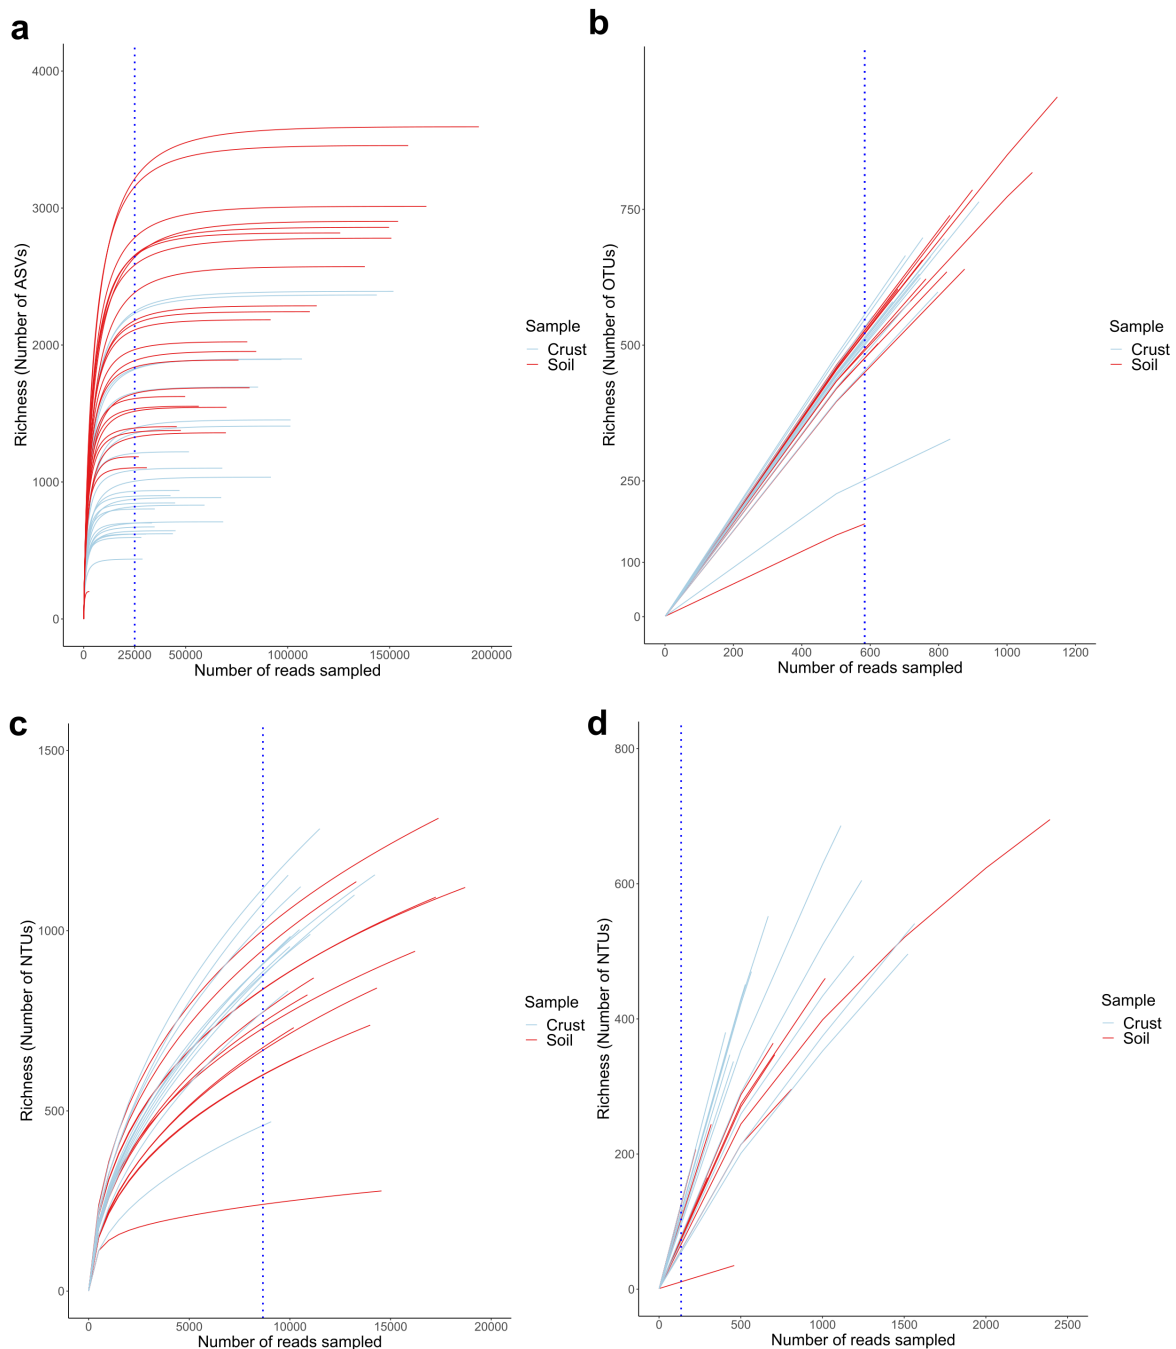 a
4000
3000
2000
1000
0
Richness (Number of ASVs)
0
25000
50000
100000
150000
200000
Number of reads sampled
Sample
Crust
Soil
b
750
500
250
100
0
Richness (Number of OTUs)
0
200
400
600
800
1000
1200
Number of reads sampled
Sample
Crust
Soil
c
1500
1000
500
0
Richness (Number of NTUs)
0
5000
10000
15000
20000
Number of reads sampled
Sample
Crust
Soil
d
800
600
400
200
0
Richness (Number of NTUs)
0
500
1000
1500
2000
2500
Number of reads sampled
Sample
Crust
Soil